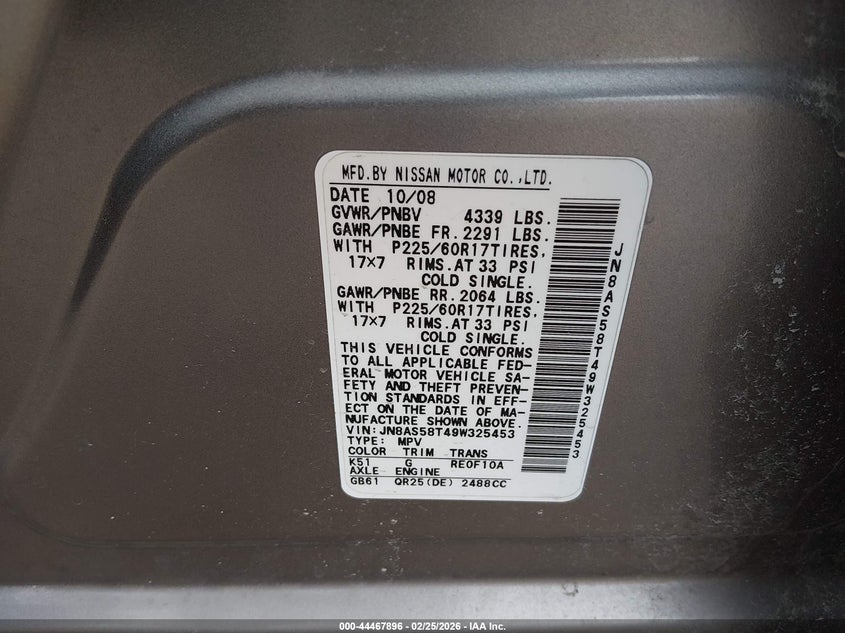 MFD.BY NISSAN MOTOR CO.,LTD.
DATE 10/08
GVWR/PNBV 4339 LBS.
GAWR/PNBE FR.2291 LBS.
WITH P225/60R17TIRES,
17×7 RIMS.AT 33 PSI
COLD SINGLE.
GAWR/PNBE RR.2064 LBS.
WITH P225/60R17TIRES,
17×7 RIMS.AT 33 PSI
COLD SINGLE.
THIS VEHICLE CONFORMS
TO ALL APPLICABLE FED-
ERAL MOTOR VEHICLE SA-
FETY AND THEFT PREVEN-
TION STANDARDS IN EFF-
ECT ON THE DATE OF MA-
NUFACTURE SHOWN ABOVE.
VIN:JN8AS58T49W325453
TYPE: MPV
COLOR TRIM TRANS
K51 G RE0F10A
AXLE ENGINE
GB61 QR25(DE) 2488CC
JN8AS58T49W325453
000-44467896 - 02/25/2026 - IAA Inc.